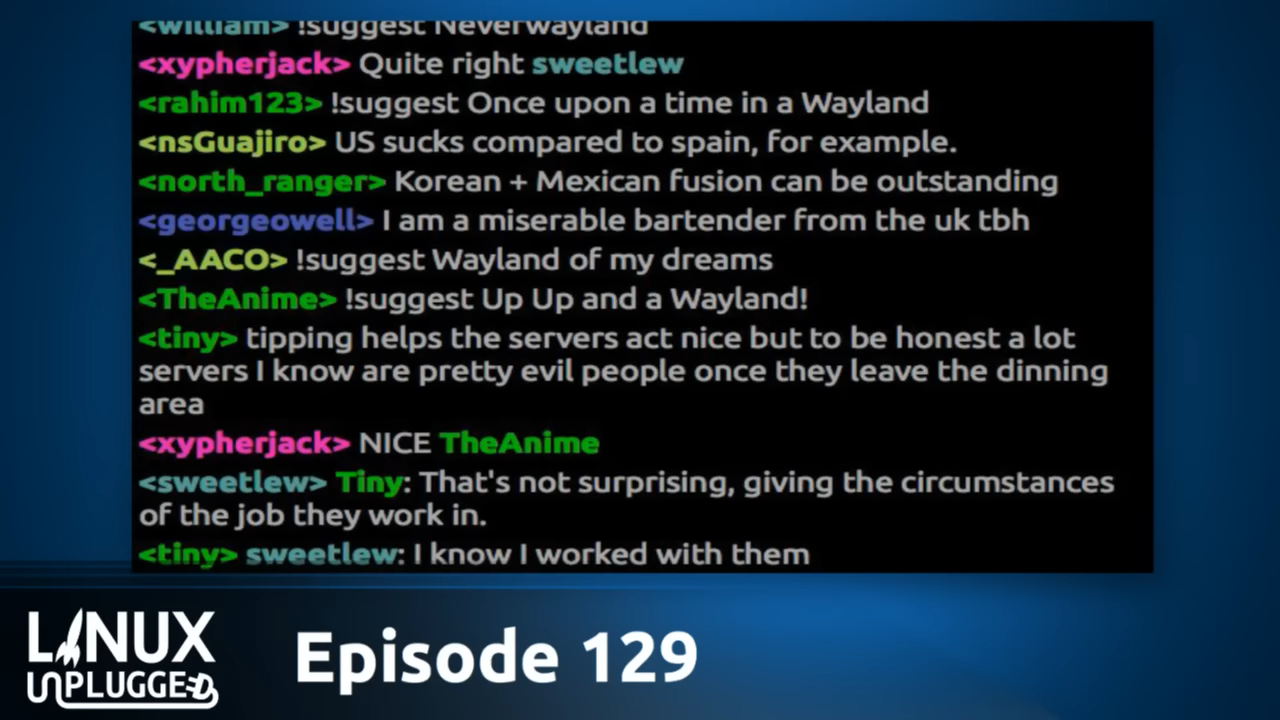 <william> !suggest Neverwayland
<xypherjack> Quite right sweetlew
<rahim123> !suggest Once upon a time in a Wayland
<nsGuajiro> US sucks compared to spain, for example.
<north_ranger> Korean + Mexican fusion can be outstanding
<georgeowell> I am a miserable bartender from the uk tbh
<_AACO> !suggest Wayland of my dreams
<TheAnime> !suggest Up Up and a Wayland!
<tiny> tipping helps the servers act nice but to be honest a lot
servers I know are pretty evil people once they leave the dinning
area
<xypherjack> NICE TheAnime
<sweetlew> Tiny: That's not surprising, giving the circumstances
of the job they work in.
<tiny> sweetlew: I know I worked with them
LINUX
UNPLUGGED
Episode 129